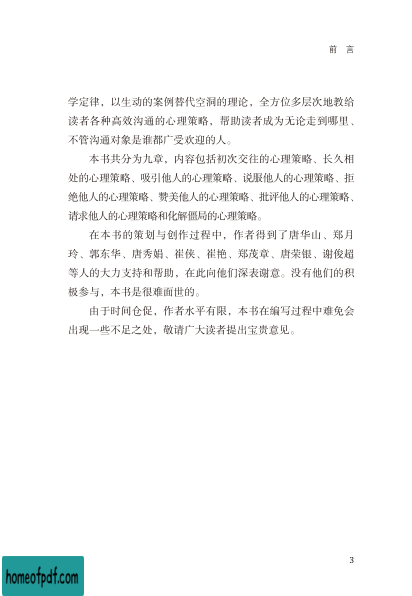 前　言
学定律，以生动的案例替代空洞的理论，全方位多层次地教给
读者各种高效沟通的心理策略，帮助读者成为无论走到哪里、
不管沟通对象是谁都广受欢迎的人。
本书共分为九章，内容包括初次交往的心理策略、长久相
处的心理策略、吸引他人的心理策略、说服他人的心理策略、拒
绝他人的心理策略、赞美他人的心理策略、批评他人的心理策略、
请求他人的心理策略和化解僵局的心理策略。
在本书的策划与创作过程中，作者得到了唐华山、郑月
玲、郭东华、唐秀娟、崔侠、崔艳、郑茂章、唐荣银、谢俊超
等人的大力支持和帮助，在此向他们深表谢意。没有他们的积
极参与，本书是很难面世的。
由于时间仓促，作者水平有限，本书在编写过程中难免会
出现一些不足之处，敬请广大读者提出宝贵意见。
3
homeofpdf.com